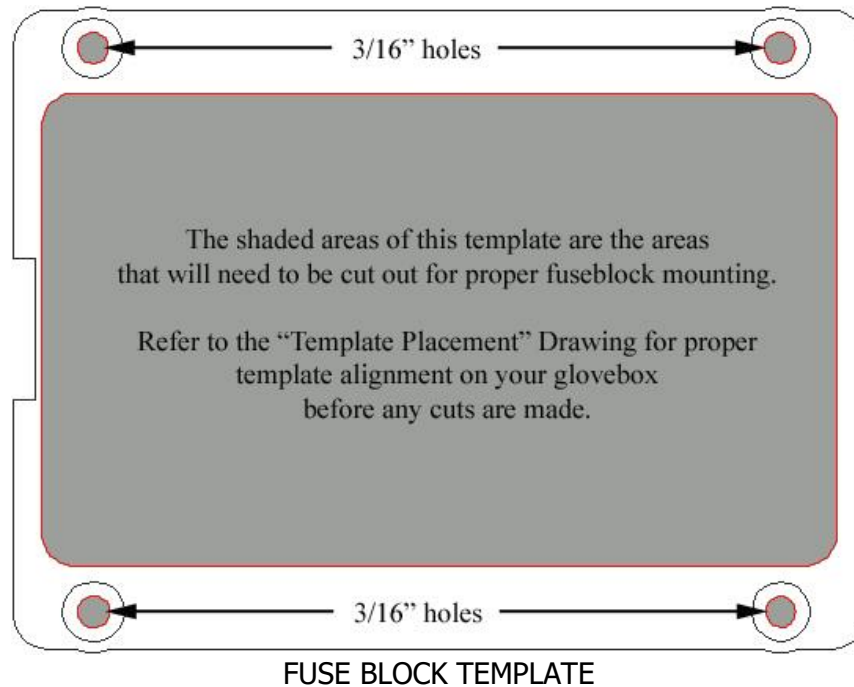 3/16” holes
The shaded areas of this template are the areas
that will need to be cut out for proper fuseblock mounting.
Refer to the “Template Placement” Drawing for proper
template alignment on your glovebox
before any cuts are made.
3/16” holes
FUSE BLOCK TEMPLATE